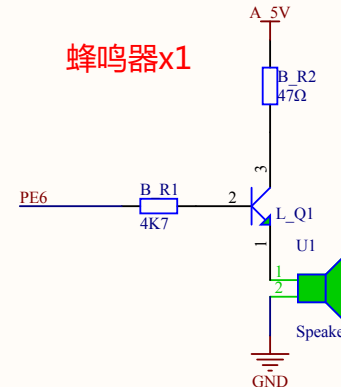 A_5V
蜂鸣器x1
B_R2
47Ω
3
B_R1
PE6
2
4K7
L_Q1
1
U1
1
2
Speake
GND